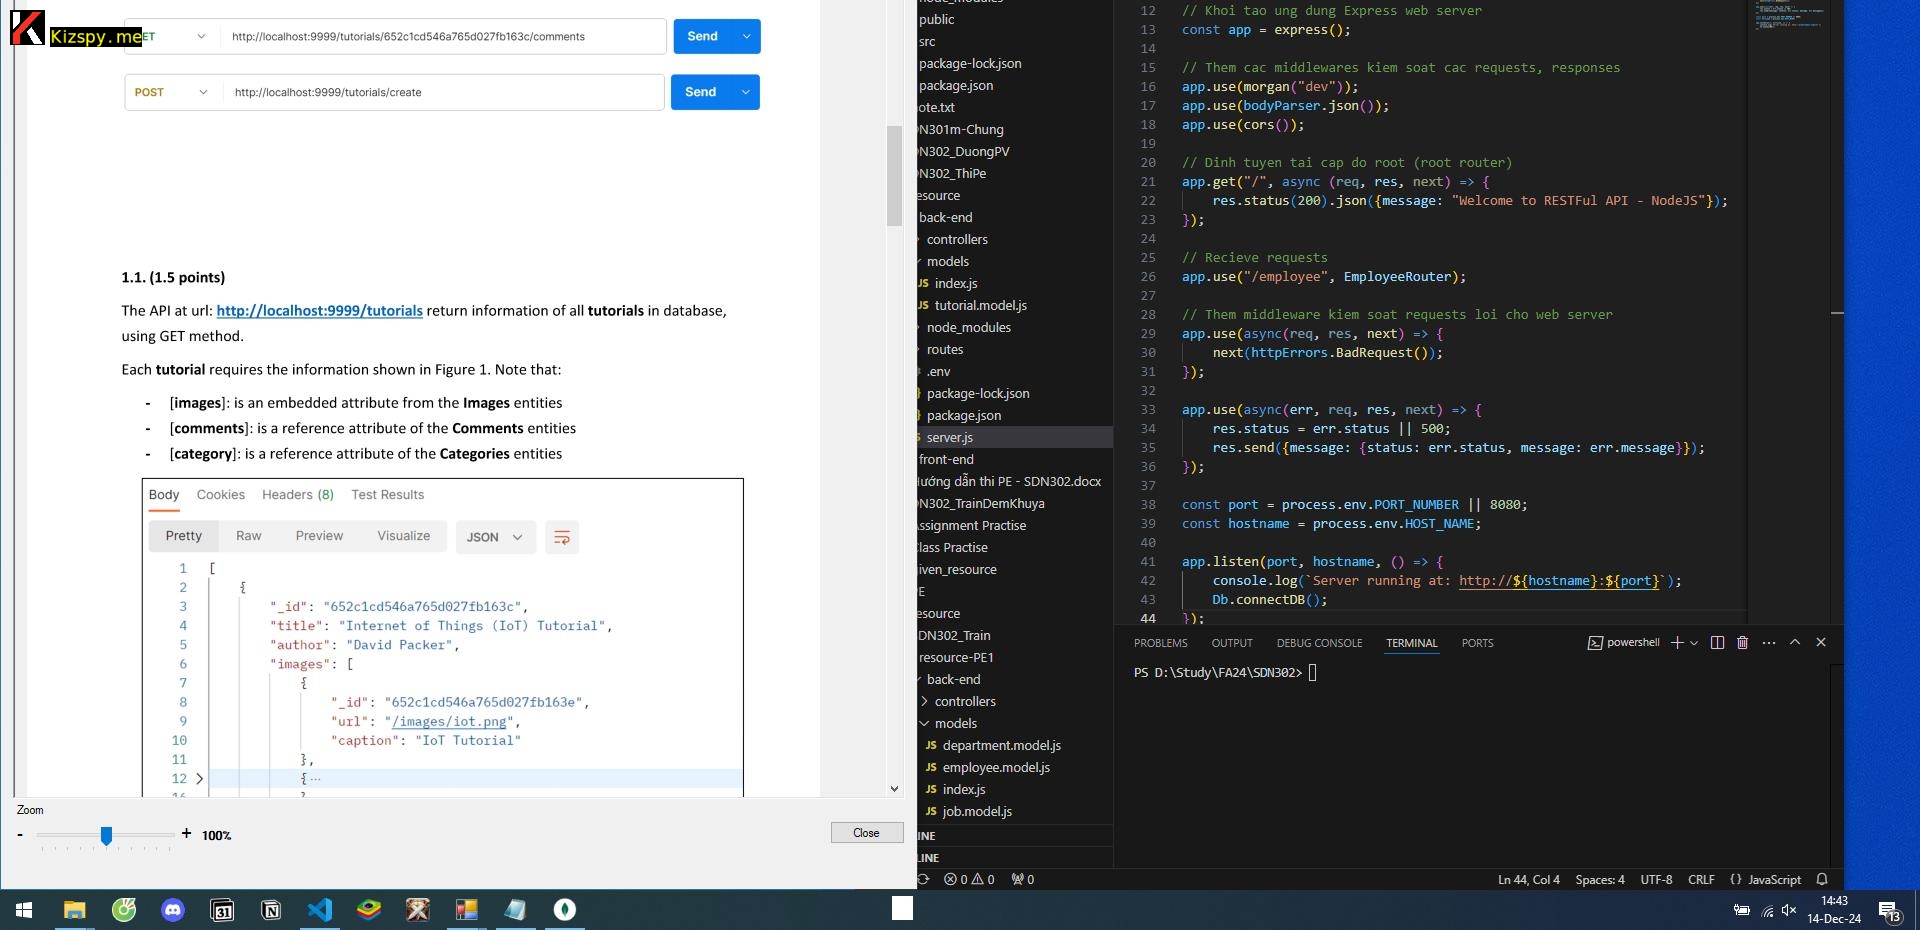 Kizspy.me
ET
http://localhost:9999/tutorials/652c1cd546a765d027fb163c/comments
Send
POST
http://localhost:9999/tutorials/create
Send
1.1. (1.5 points)
The API at url: http://localhost:9999/tutorials return information of all tutorials in database,
using GET method.
Each tutorial requires the information shown in Figure 1. Note that:
- [images]: is an embedded attribute from the Images entities
- [comments]: is a reference attribute of the Comments entities
- [category]: is a reference attribute of the Categories entities
Body Cookies Headers (8) Test Results
Pretty Raw Preview Visualize JSON
1 [
2 {
3 "_id": "652c1cd546a765d027fb163c",
4 "title": "Internet of Things (IoT) Tutorial",
5 "author": "David Packer",
6 "images": [
7 {
8 "_id": "652c1cd546a765d027fb163e",
9 "url": "/images/iot.png",
10 "caption": "IoT Tutorial"
11 },
12 { ...
Zoom
- + 100%
Close
public
src
package-lock.json
package.json
ote.txt
N301m-Chung
N302_DuongPV
N302_ThiPe
esource
back-end
controllers
models
JS index.js
JS tutorial.model.js
node_modules
routes
.env
package-lock.json
package.json
server.js
front-end
ướng dẫn thi PE - SDN302.docx
N302_TrainDemKhuya
ssignment Practise
lass Practise
iven_resource
E
esource
DN302_Train
resource-PE1
back-end
controllers
models
JS department.model.js
JS employee.model.js
JS index.js
JS job.model.js
INE
LINE
12 // Khoi tao ung dung Express web server
13 const app = express();
14
15 // Them cac middlewares kiem soat cac requests, responses
16 app.use(morgan("dev"));
17 app.use(bodyParser.json());
18 app.use(cors());
19
20 // Dinh tuyen tai cap do root (root router)
21 app.get("/", async (req, res, next) => {
22 res.status(200).json({message: "Welcome to RESTFul API - NodeJS"});
23 });
24
25 // Recieve requests
26 app.use("/employee", EmployeeRouter);
27
28 // Them middleware kiem soat requests loi cho web server
29 app.use(async(req, res, next) => {
30 next(httpErrors.BadRequest());
31 });
32
33 app.use(async(err, req, res, next) => {
34 res.status = err.status || 500;
35 res.send({message: {status: err.status, message: err.message}});
36 });
37
38 const port = process.env.PORT_NUMBER || 8080;
39 const hostname = process.env.HOST_NAME;
40
41 app.listen(port, hostname, () => {
42 console.log(`Server running at: http://${hostname}:${port}`);
43 Db.connectDB();
44 });
PROBLEMS OUTPUT DEBUG CONSOLE TERMINAL PORTS
powershell
PS D:\Study\FA24\SDN302>
0 0 0
Ln 44, Col 4 Spaces: 4 UTF-8 CRLF {} JavaScript
31
14:43
14-Dec-24
13